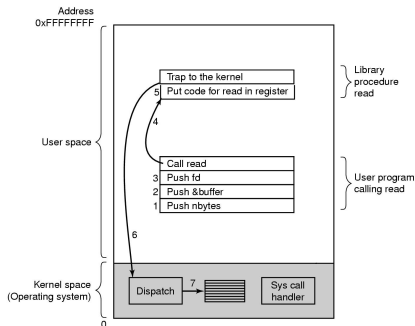 Address
0xFFFFFFFF
Trap to the kernel
5 Put code for read in register
Library
procedure
read
4
User space
Call read
3 Push fd
2 Push &buffer
1 Push nbytes
User program
calling read
6
Kernel space
(Operating system)
Dispatch
7
Sys call
handler
0